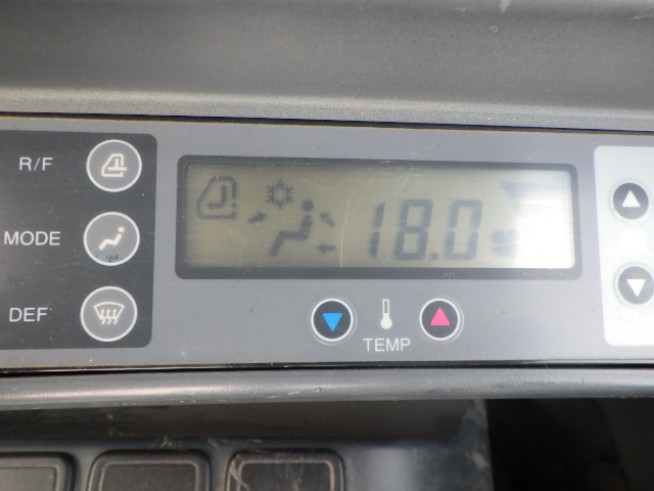 R/F
MODE
18.0
DEF
TEMP